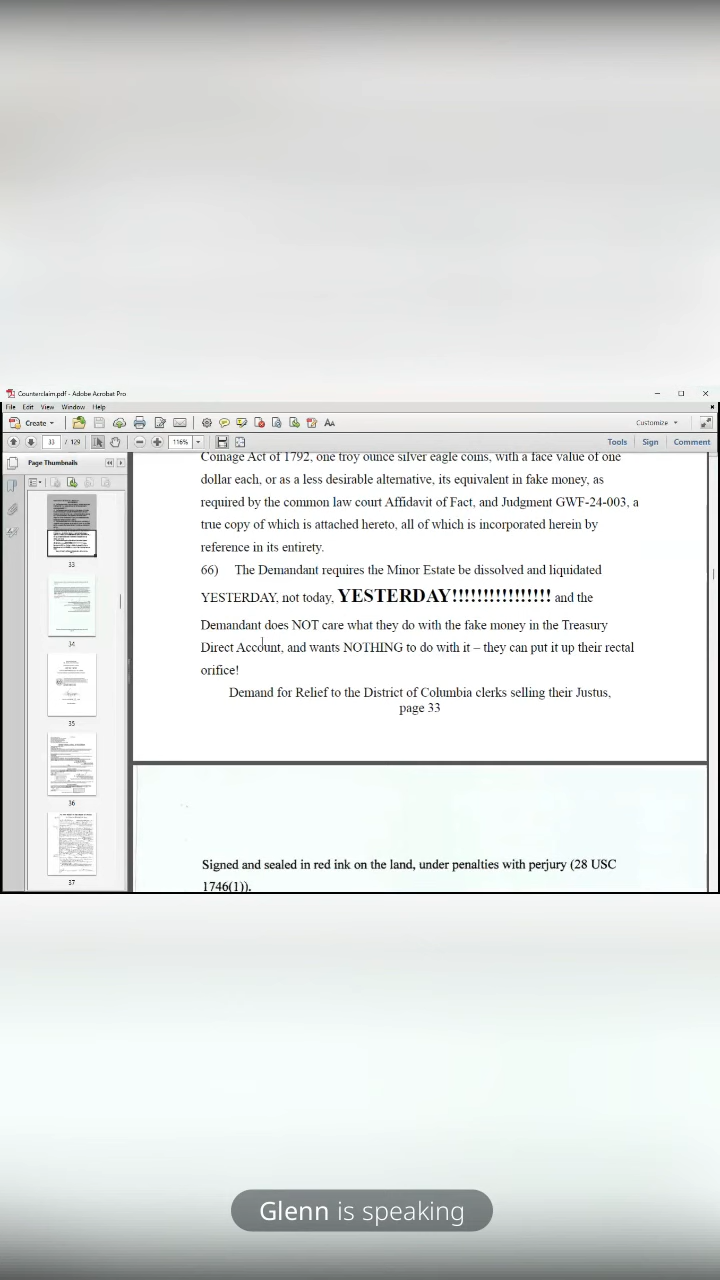 Counterclaim.pdf - Adobe Acrobat Pro
File Edit View Window Help
Create
Customize
33 / 129
116%
Tools Sign Comment
Page Thumbnails
Coinage Act of 1792, one troy ounce silver eagle coins, with a face value of one
dollar each, or as a less desirable alternative, its equivalent in fake money, as
required by the common law court Affidavit of Fact, and Judgment GWF-24-003, a
true copy of which is attached hereto, all of which is incorporated herein by
reference in its entirety.
66) The Demandant requires the Minor Estate be dissolved and liquidated
YESTERDAY, not today, YESTERDAY!!!!!!!!!!!!!!!! and the
Demandant does NOT care what they do with the fake money in the Treasury
Direct Account, and wants NOTHING to do with it – they can put it up their rectal
orifice!
Demand for Relief to the District of Columbia clerks selling their Justus,
page 33
Signed and sealed in red ink on the land, under penalties with perjury (28 USC
1746(1)).
33
34
35
36
37
Glenn is speaking